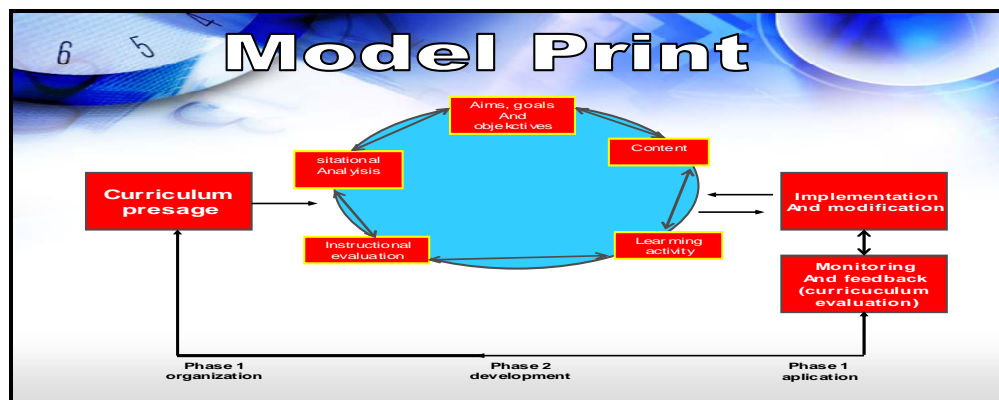 6
5
Model Print
Aims, goals
And
objekctives
Content
sitational
Analyisis
Curriculum
presage
Implementation
And modification
Instructional
evaluation
Learming
activity
Monitoring
And feedback
(curricuculum
evaluation)
Phase 1
organization
Phase 2
development
Phase 1
aplication